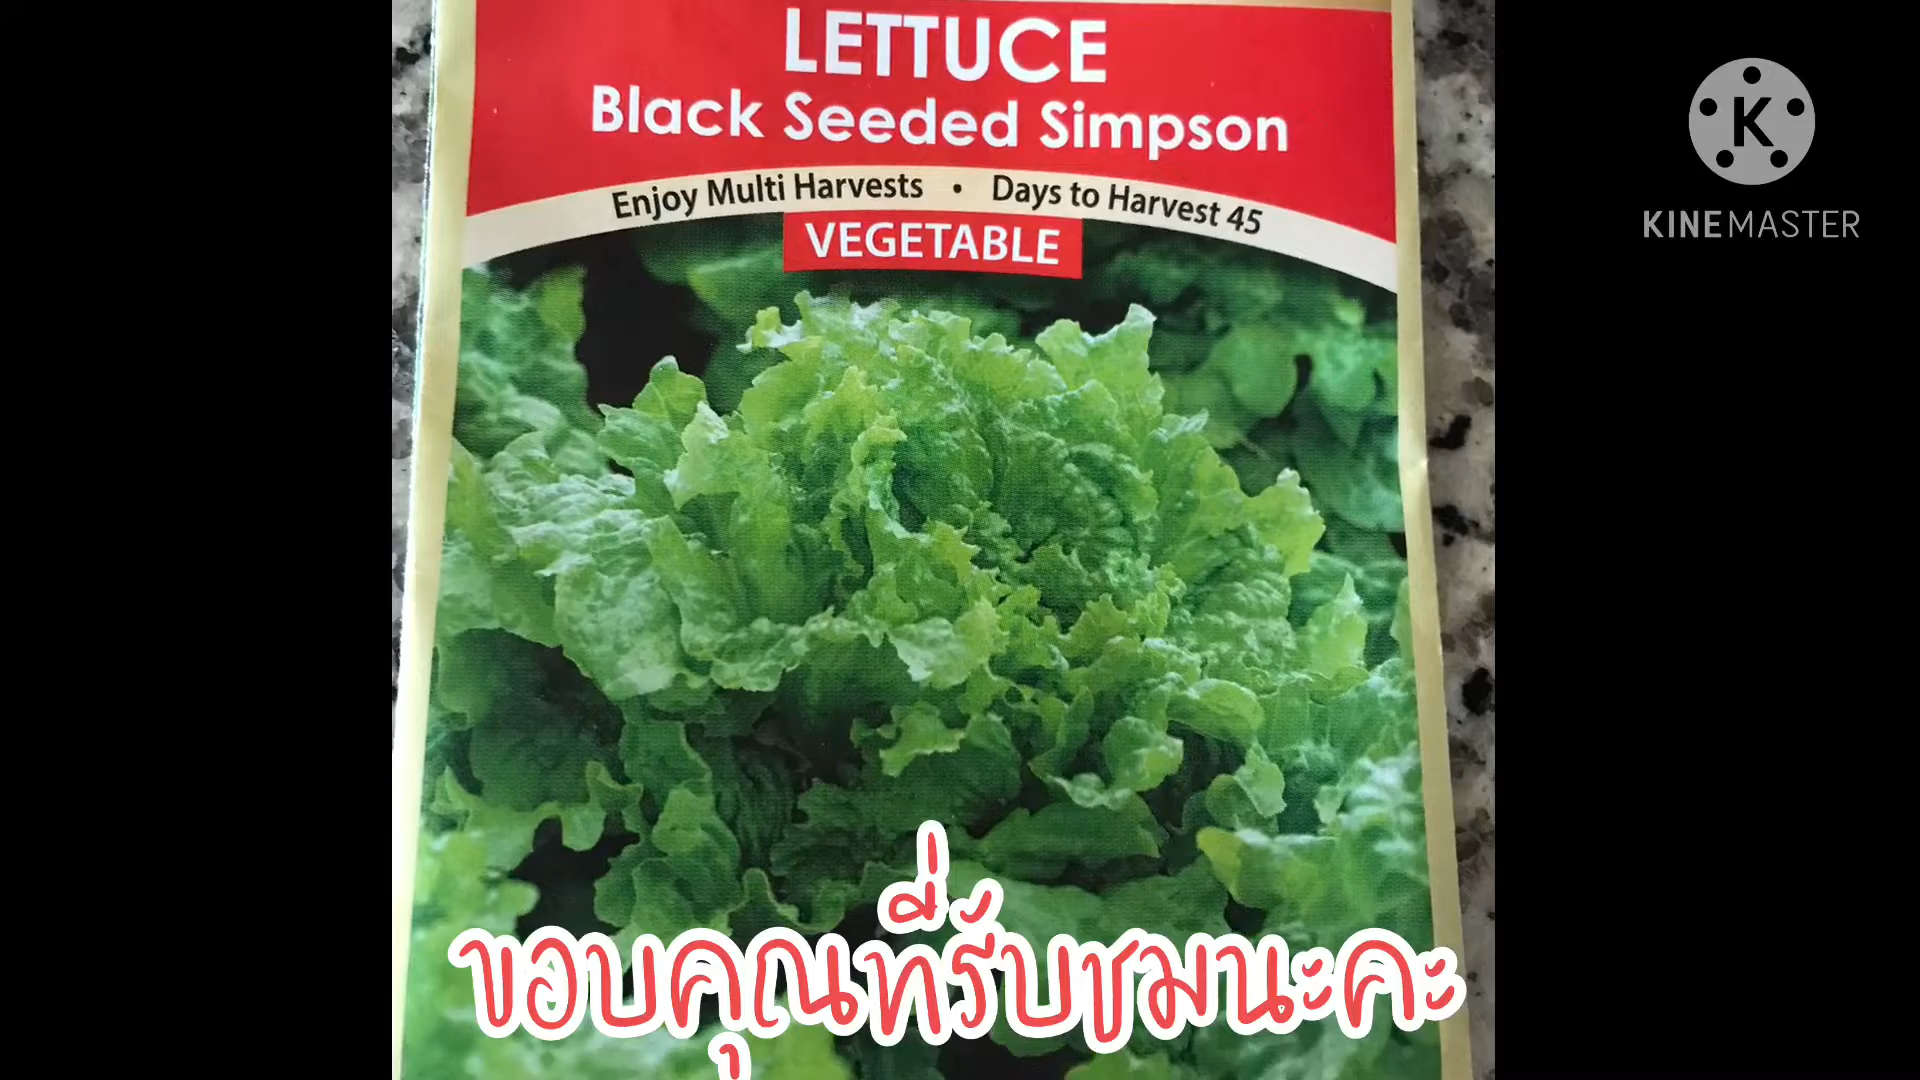 LETTUCE
Black Seeded Simpson
Enjoy Multi Harvests • Days to Harvest 45
VEGETABLE
K
KINEMASTER
ขอบคุณที่รับชมนะคะ